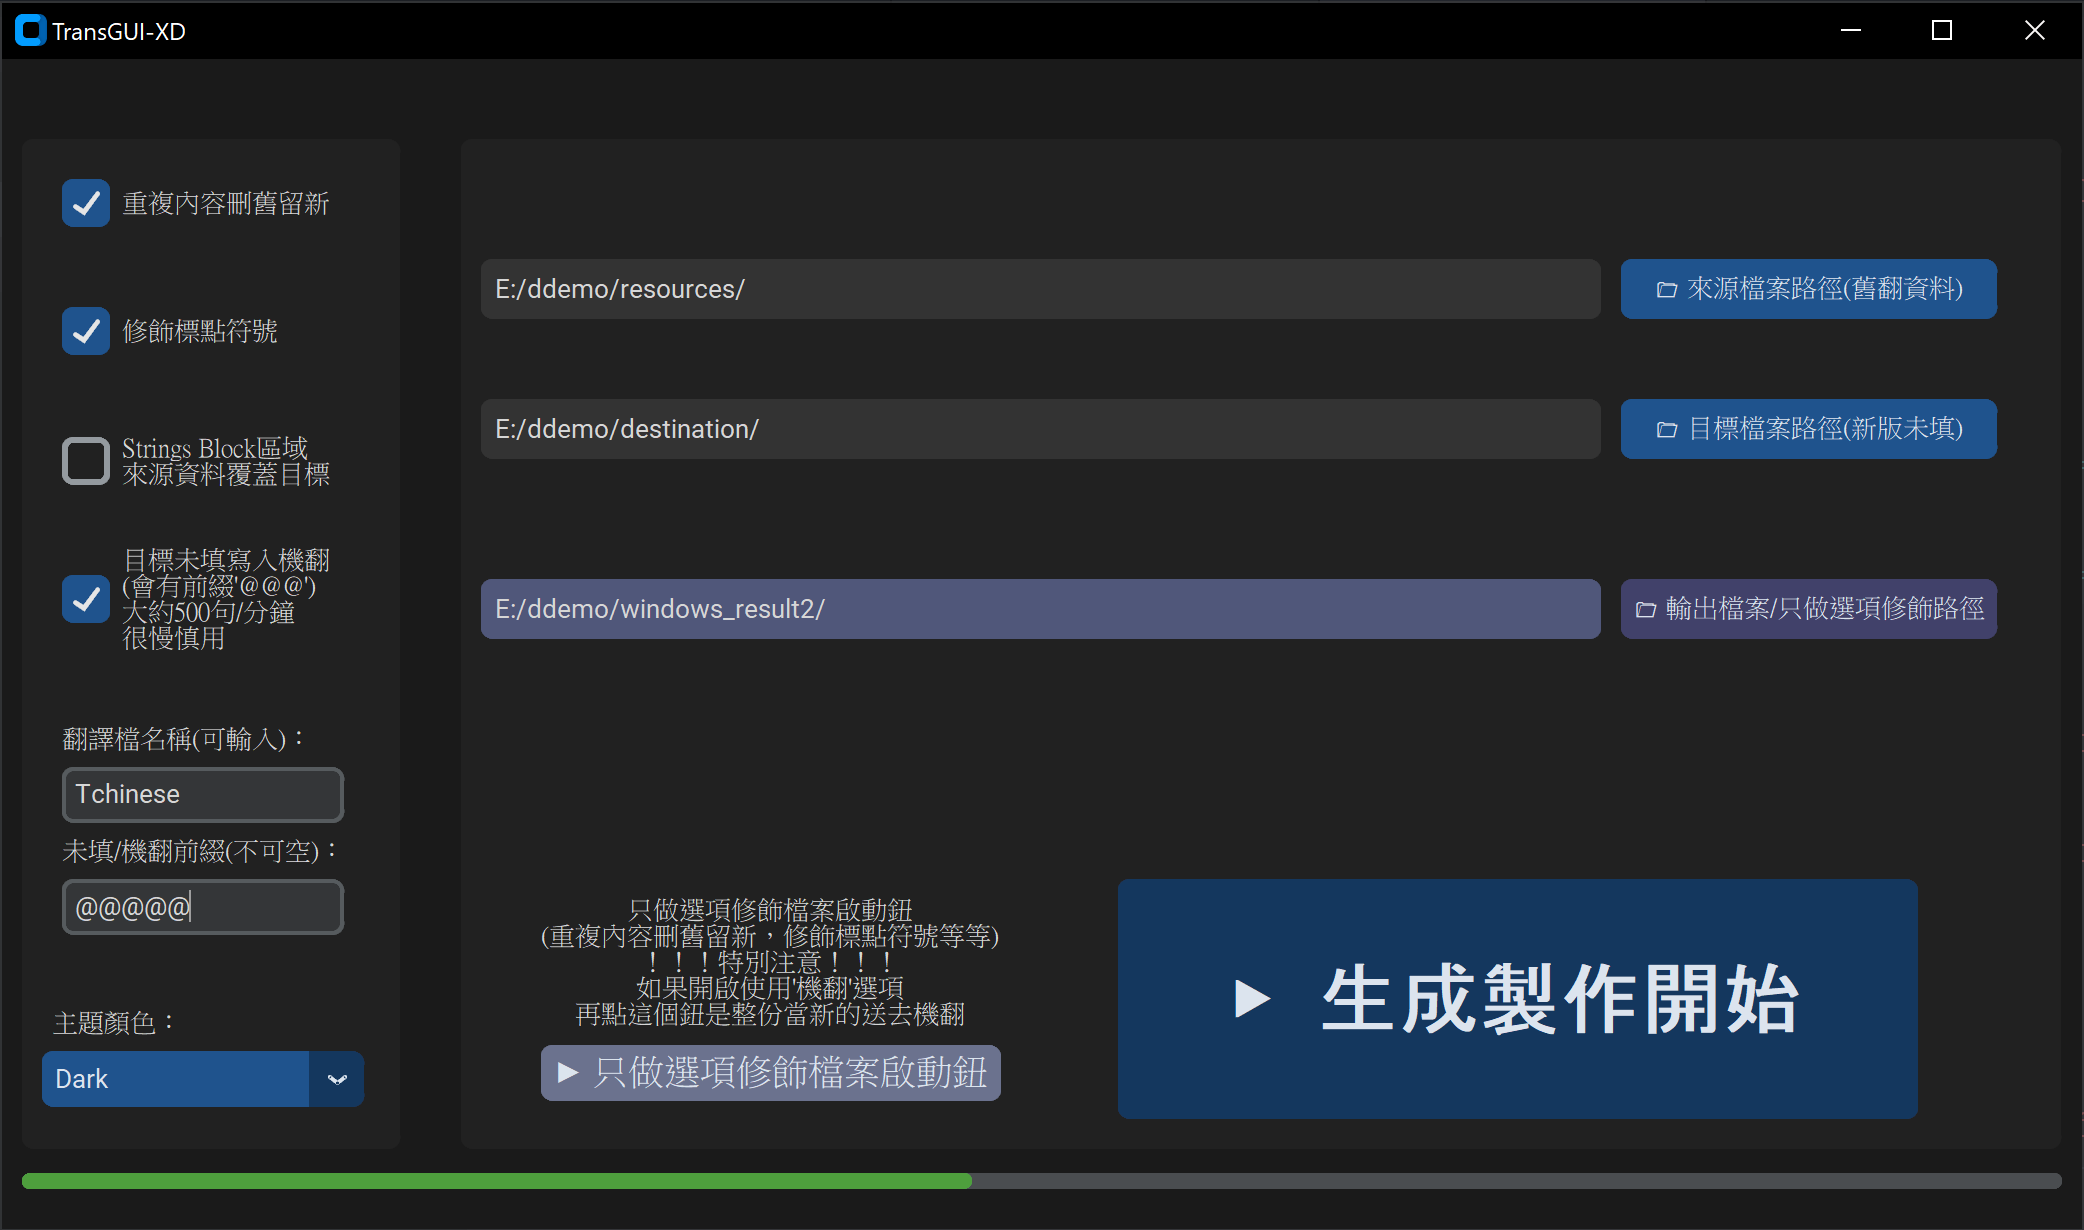 TransGUI-XD
重複內容刪舊留新
修飾標點符號
Strings Block區域
來源資料覆蓋目標
目標未填寫入機翻
(會有前綴'@@@')
大約500句/分鐘
很慢慎用
翻譯檔名稱(可輸入)：
Tchinese
未填/機翻前綴(不可空)：
@@@@@
主題顏色：
Dark
E:/ddemo/resources/
來源檔案路徑(舊翻資料)
E:/ddemo/destination/
目標檔案路徑(新版未填)
E:/ddemo/windows_result2/
輸出檔案/只做選項修飾路徑
只做選項修飾檔案啟動鈕
(重複內容刪舊留新，修飾標點符號等等)
！！！特別注意！！！
如果開啟使用'機翻'選項
再點這個鈕是整份當新的送去機翻
▶ 只做選項修飾檔案啟動鈕
▶ 生成製作開始